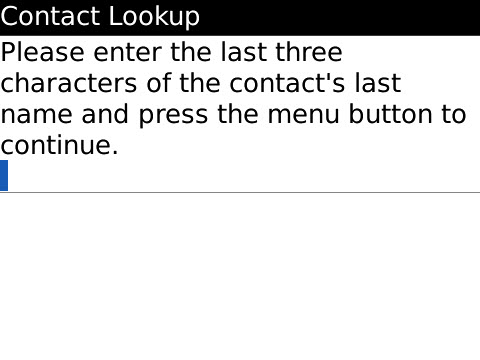 Contact Lookup
Please enter the last three
characters of the contact's last
name and press the menu button to
continue.